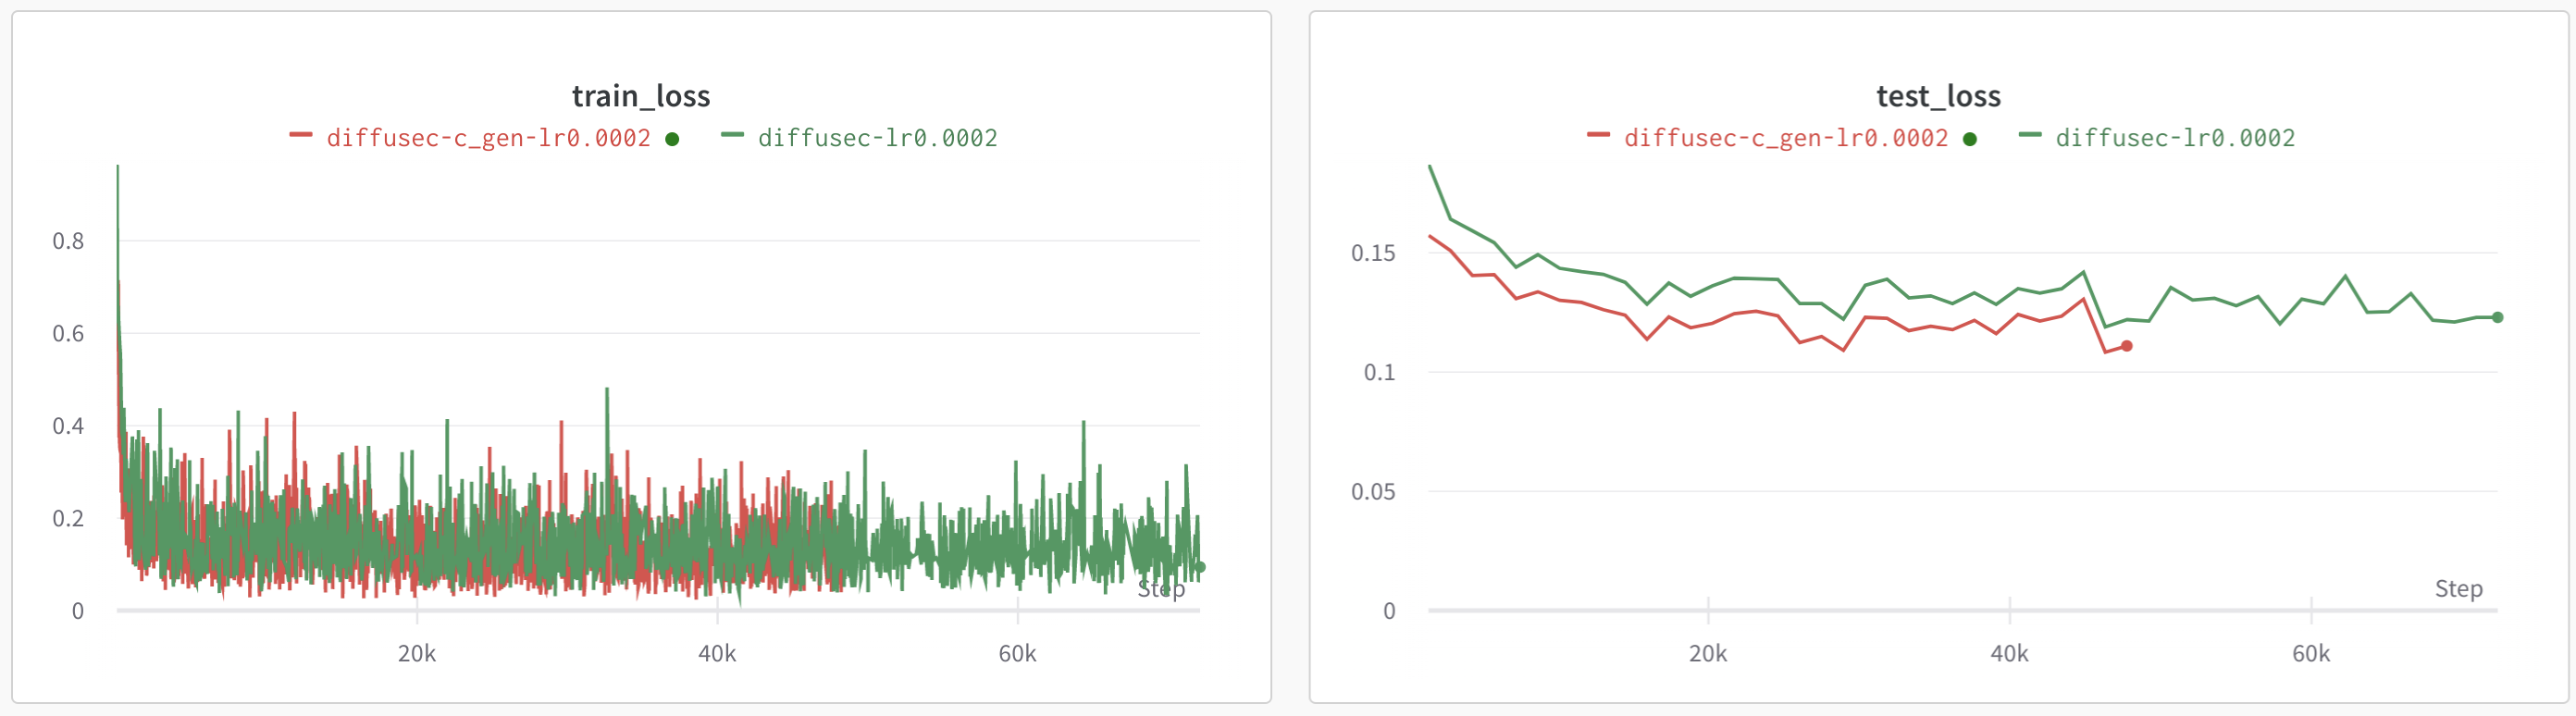 train_loss
diffusec-c_gen-lr0.0002 diffusec-lr0.0002
0.8
0.6
0.4
0.2
0
Step
20k 40k 60k
test_loss
diffusec-c_gen-lr0.0002 diffusec-lr0.0002
0.15
0.1
0.05
0
Step
20k 40k 60k